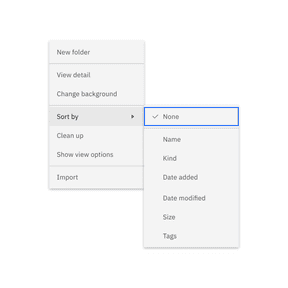 New folder
View detail
Change background
Sort by
Clean up
Show view options
Import
None
Name
Kind
Date added
Date modified
Size
Tags